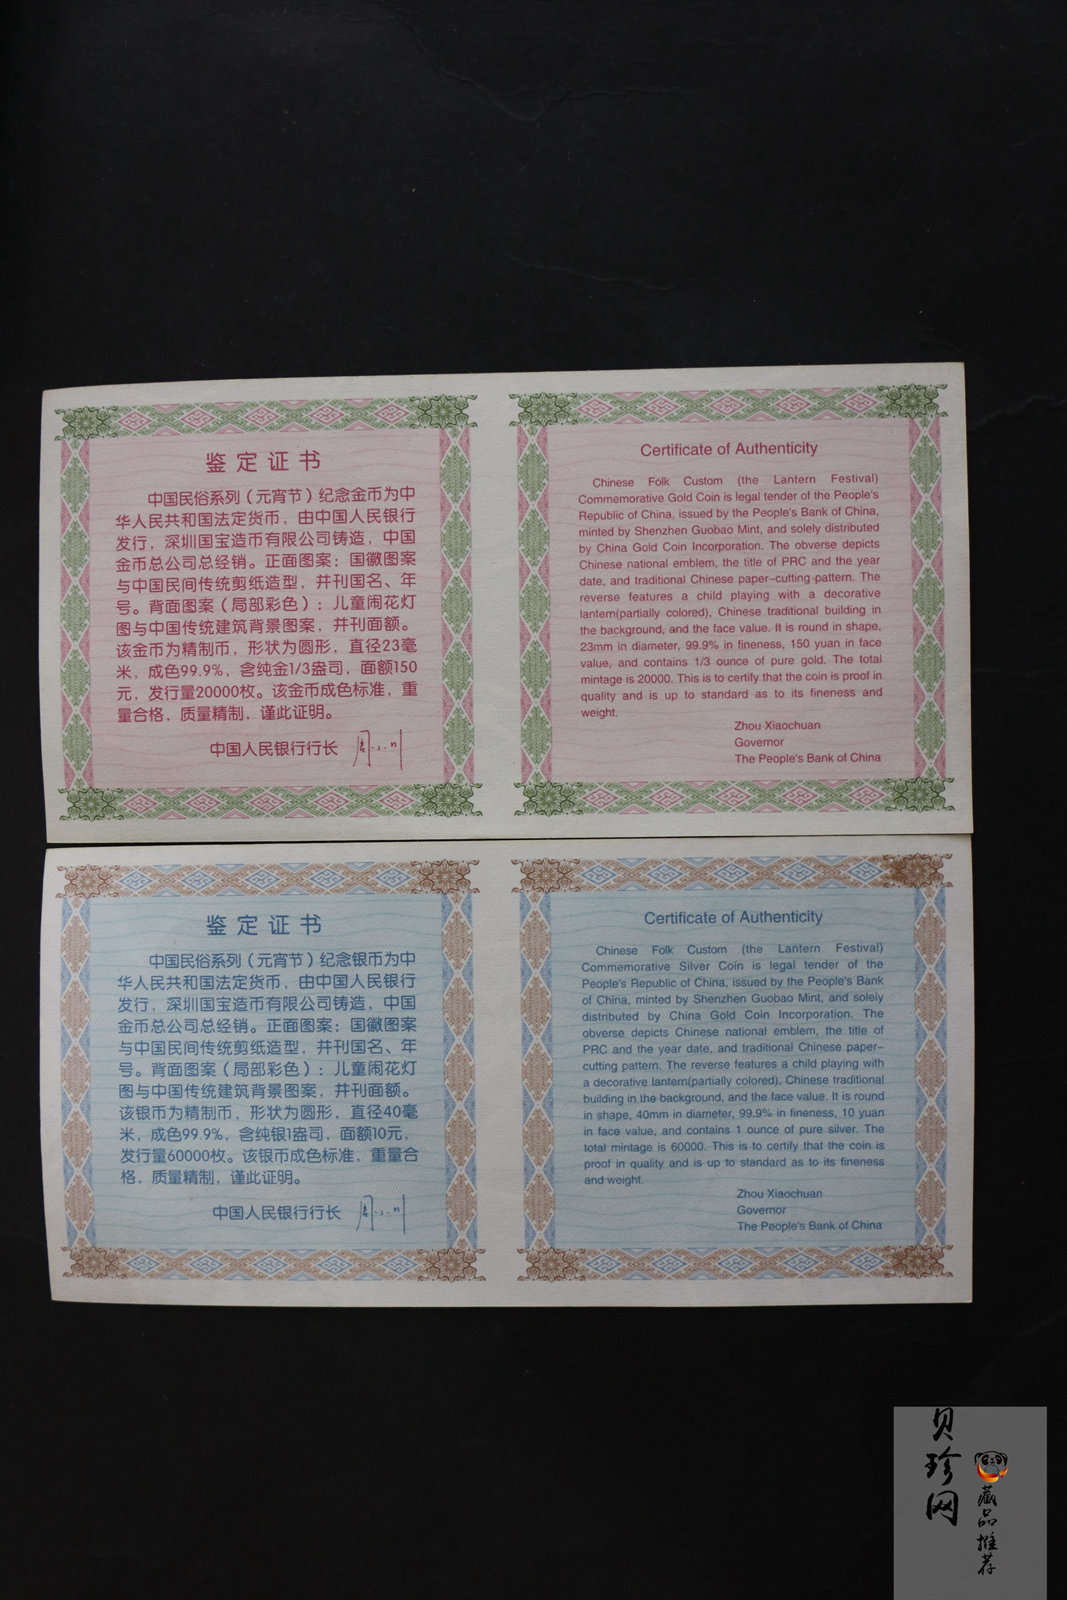 鉴定证书
中国民俗系列（元宵节）纪念金币为中
华人民共和国法定货币，由中国人民银行
发行，深圳国宝造币有限公司铸造，中国
金币总公司总经销。正面图案：国徽图案
与中国民间传统剪纸造型，并刊国名、年
号。背面图案（局部彩色）：儿童闹花灯
图与中国传统建筑背景图案，并刊面额。
该金币为精制币，形状为圆形，直径23毫
米，成色99.9%，含纯金1/3盎司，面额150
元，发行量20000枚。该金币成色标准，重
量合格，质量精制，谨此证明。
中国人民银行行长
Certificate of Authenticity
Chinese Folk Custom (the Lantern Festival)
Commemorative Gold Coin is legal tender of the People's
Republic of China, issued by the People's Bank of China,
minted by Shenzhen Guobao Mint, and solely distributed
by China Gold Coin Incorporation. The obverse depicts
Chinese national emblem, the title of PRC and the year
date, and traditional Chinese paper-cutting pattern. The
reverse features a child playing with a decorative
lantern(partially colored), Chinese traditional building in
the background, and the face value. It is round in shape,
23mm in diameter, 99.9% in fineness, 150 yuan in face
value, and contains 1/3 ounce of pure gold. The total
mintage is 20000. This is to certify that the coin is proof in
quality and is up to standard as to its fineness and
weight.
Zhou Xiaochuan
Governor
The People's Bank of China
鉴定证书
中国民俗系列（元宵节）纪念银币为中
华人民共和国法定货币，由中国人民银行
发行，深圳国宝造币有限公司铸造，中国
金币总公司总经销。正面图案：国徽图案
与中国民间传统剪纸造型，并刊国名、年
号。背面图案（局部彩色）：儿童闹花灯
图与中国传统建筑背景图案，并刊面额。
该银币为精制币，形状为圆形，直径40毫
米，成色99.9%，含纯银1盎司，面额10元，
发行量60000枚。该银币成色标准，重量合
格，质量精制，谨此证明。
中国人民银行行长
Certificate of Authenticity
Chinese Folk Custom (the Lantern Festival)
Commemorative Silver Coin is legal tender of the
People's Republic of China, issued by the People's Bank
of China, minted by Shenzhen Guobao Mint, and solely
distributed by China Gold Coin Incorporation. The
obverse depicts Chinese national emblem, the title of
PRC and the year date, and traditional Chinese paper-
cutting pattern. The reverse features a child playing with
a decorative lantern(partially colored), Chinese traditional
building in the background, and the face value. It is round
in shape, 40mm in diameter, 99.9% in fineness, 10 yuan
in face value, and contains 1 ounce of pure silver. The
total mintage is 60000. This is to certify that the coin is
proof in quality and is up to standard as to its fineness
and weight.
Zhou Xiaochuan
Governor
The People's Bank of China
贝珍网
藏品推荐